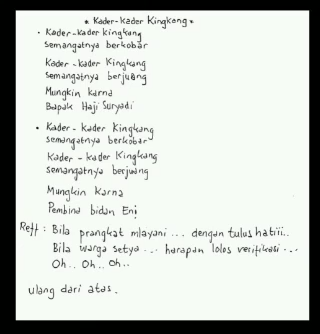 * Kader-kader Kingkong *
• Kader-kader kingkang
semangatnya berkobar
Kader-kader Kingkang
semangatnya berjuang
Mungkin karna
Bapak Haji Suryadi
• Kader-kader Kingkang
semangatnya berkobar
Kader-kader Kingkang
semangatnya berjuang
Mungkin Karna
Pembina bidan Eni
Reff: Bila prangkat mlayani... dengan tulus hatiii..
Bila warga setya... harapan lolos verifikasi...
Oh.. Oh.. Oh..
ulang dari atas.